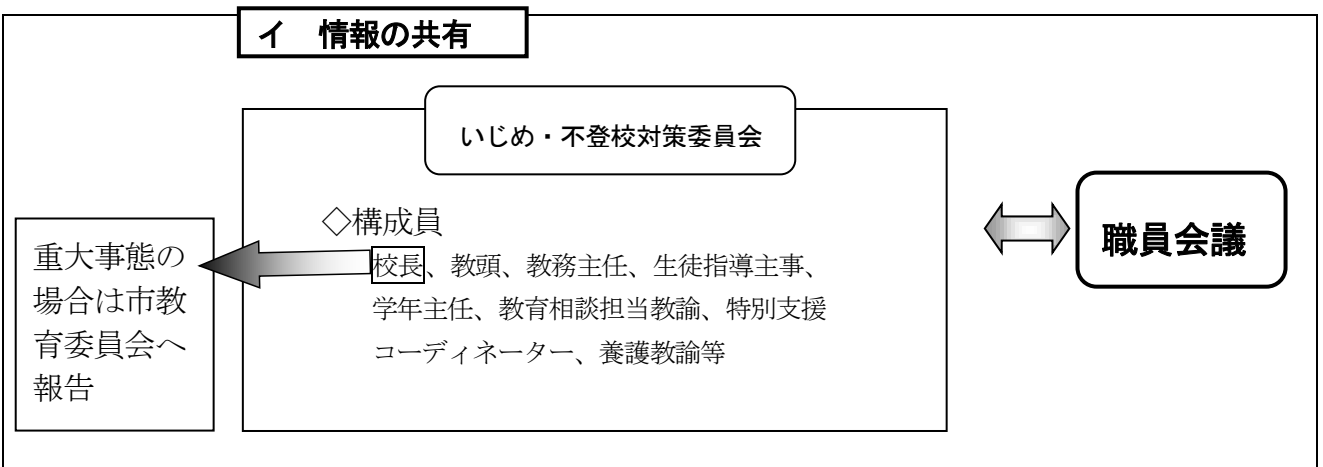 イ　情報の共有
いじめ・不登校対策委員会
◇構成員
校長、教頭、教務主任、生徒指導主事、
学年主任、教育相談担当教諭、特別支援
コーディネーター、養護教諭等
重大事態の
場合は市教
育委員会へ
報告
職員会議